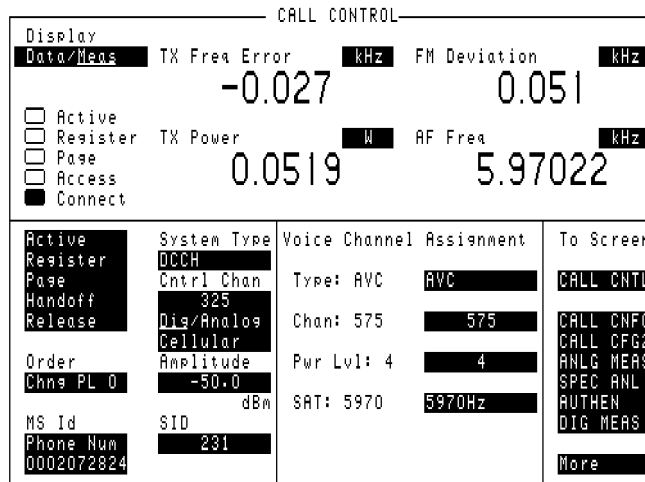 CALL CONTROL
Display
Data/Meas
TX Freq Error kHz
-0.027
FM Deviation kHz
0.051
Active
Register
Page
Access
Connect
TX Power W
0.0519
AF Freq kHz
5.97022
Active
Register
Page
Handoff
Release
Order
Chng PL 0
MS Id
Phone Num
0002072824
System Type
DCCH
Cntrl Chan
325
Dig/Analog
Cellular
Amplitude
-50.0
dBm
SID
231
Voice Channel Assignment
Type: AVC AVC
Chan: 575 575
Pwr Lvl: 4 4
SAT: 5970 5970Hz
To Screen
CALL CNTL
CALL CNFG
CALL CFG2
ANLG MEAS
SPEC ANL
AUTHEN
DIG MEAS
More